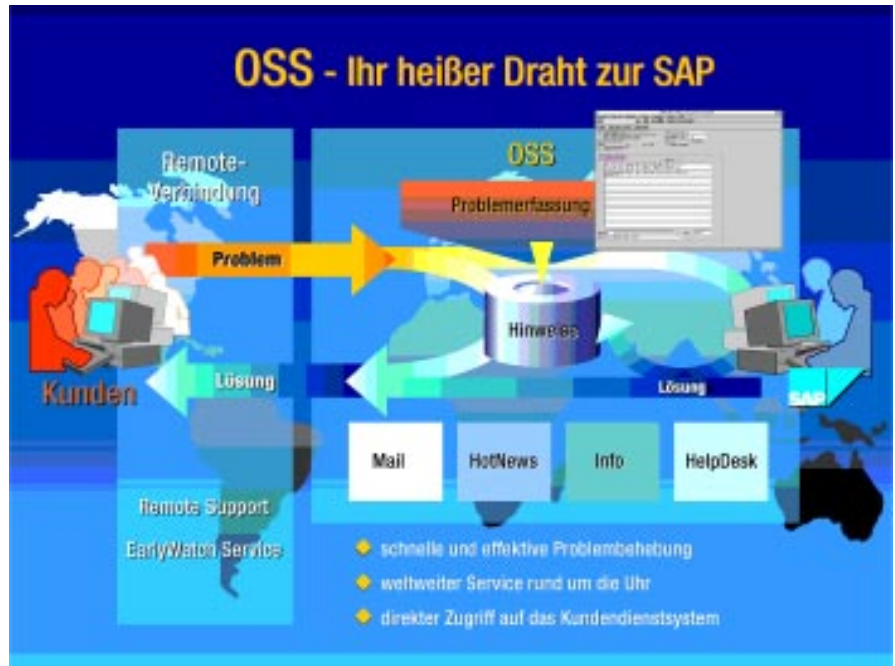 OSS - Ihr heißer Draht zur SAP
Remote-
Verbindung
OSS
Problemerfassung
Problem
Hinweise
Kunden
Lösung
Lösung
SAP
Mail
HotNews
Info
HelpDesk
Remote Support
EarlyWatch Service
schnelle und effektive Problembehebung
weltweiter Service rund um die Uhr
direkter Zugriff auf das Kundendienstsystem